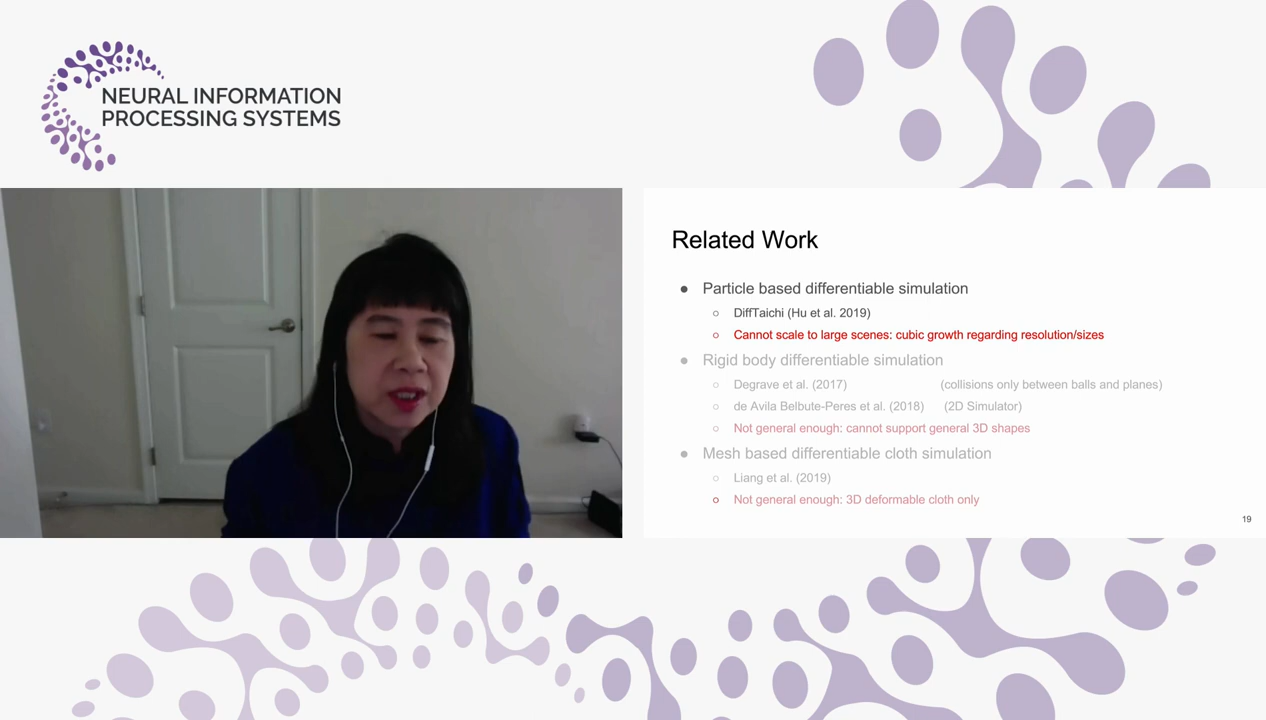 NEURAL INFORMATION
PROCESSING SYSTEMS
Related Work
● Particle based differentiable simulation
○ DiffTaichi (Hu et al. 2019)
○ Cannot scale to large scenes: cubic growth regarding resolution/sizes
● Rigid body differentiable simulation
○ Degrave et al. (2017) (collisions only between balls and planes)
○ de Avila Belbute-Peres et al. (2018) (2D Simulator)
○ Not general enough: cannot support general 3D shapes
● Mesh based differentiable cloth simulation
○ Liang et al. (2019)
○ Not general enough: 3D deformable cloth only
19